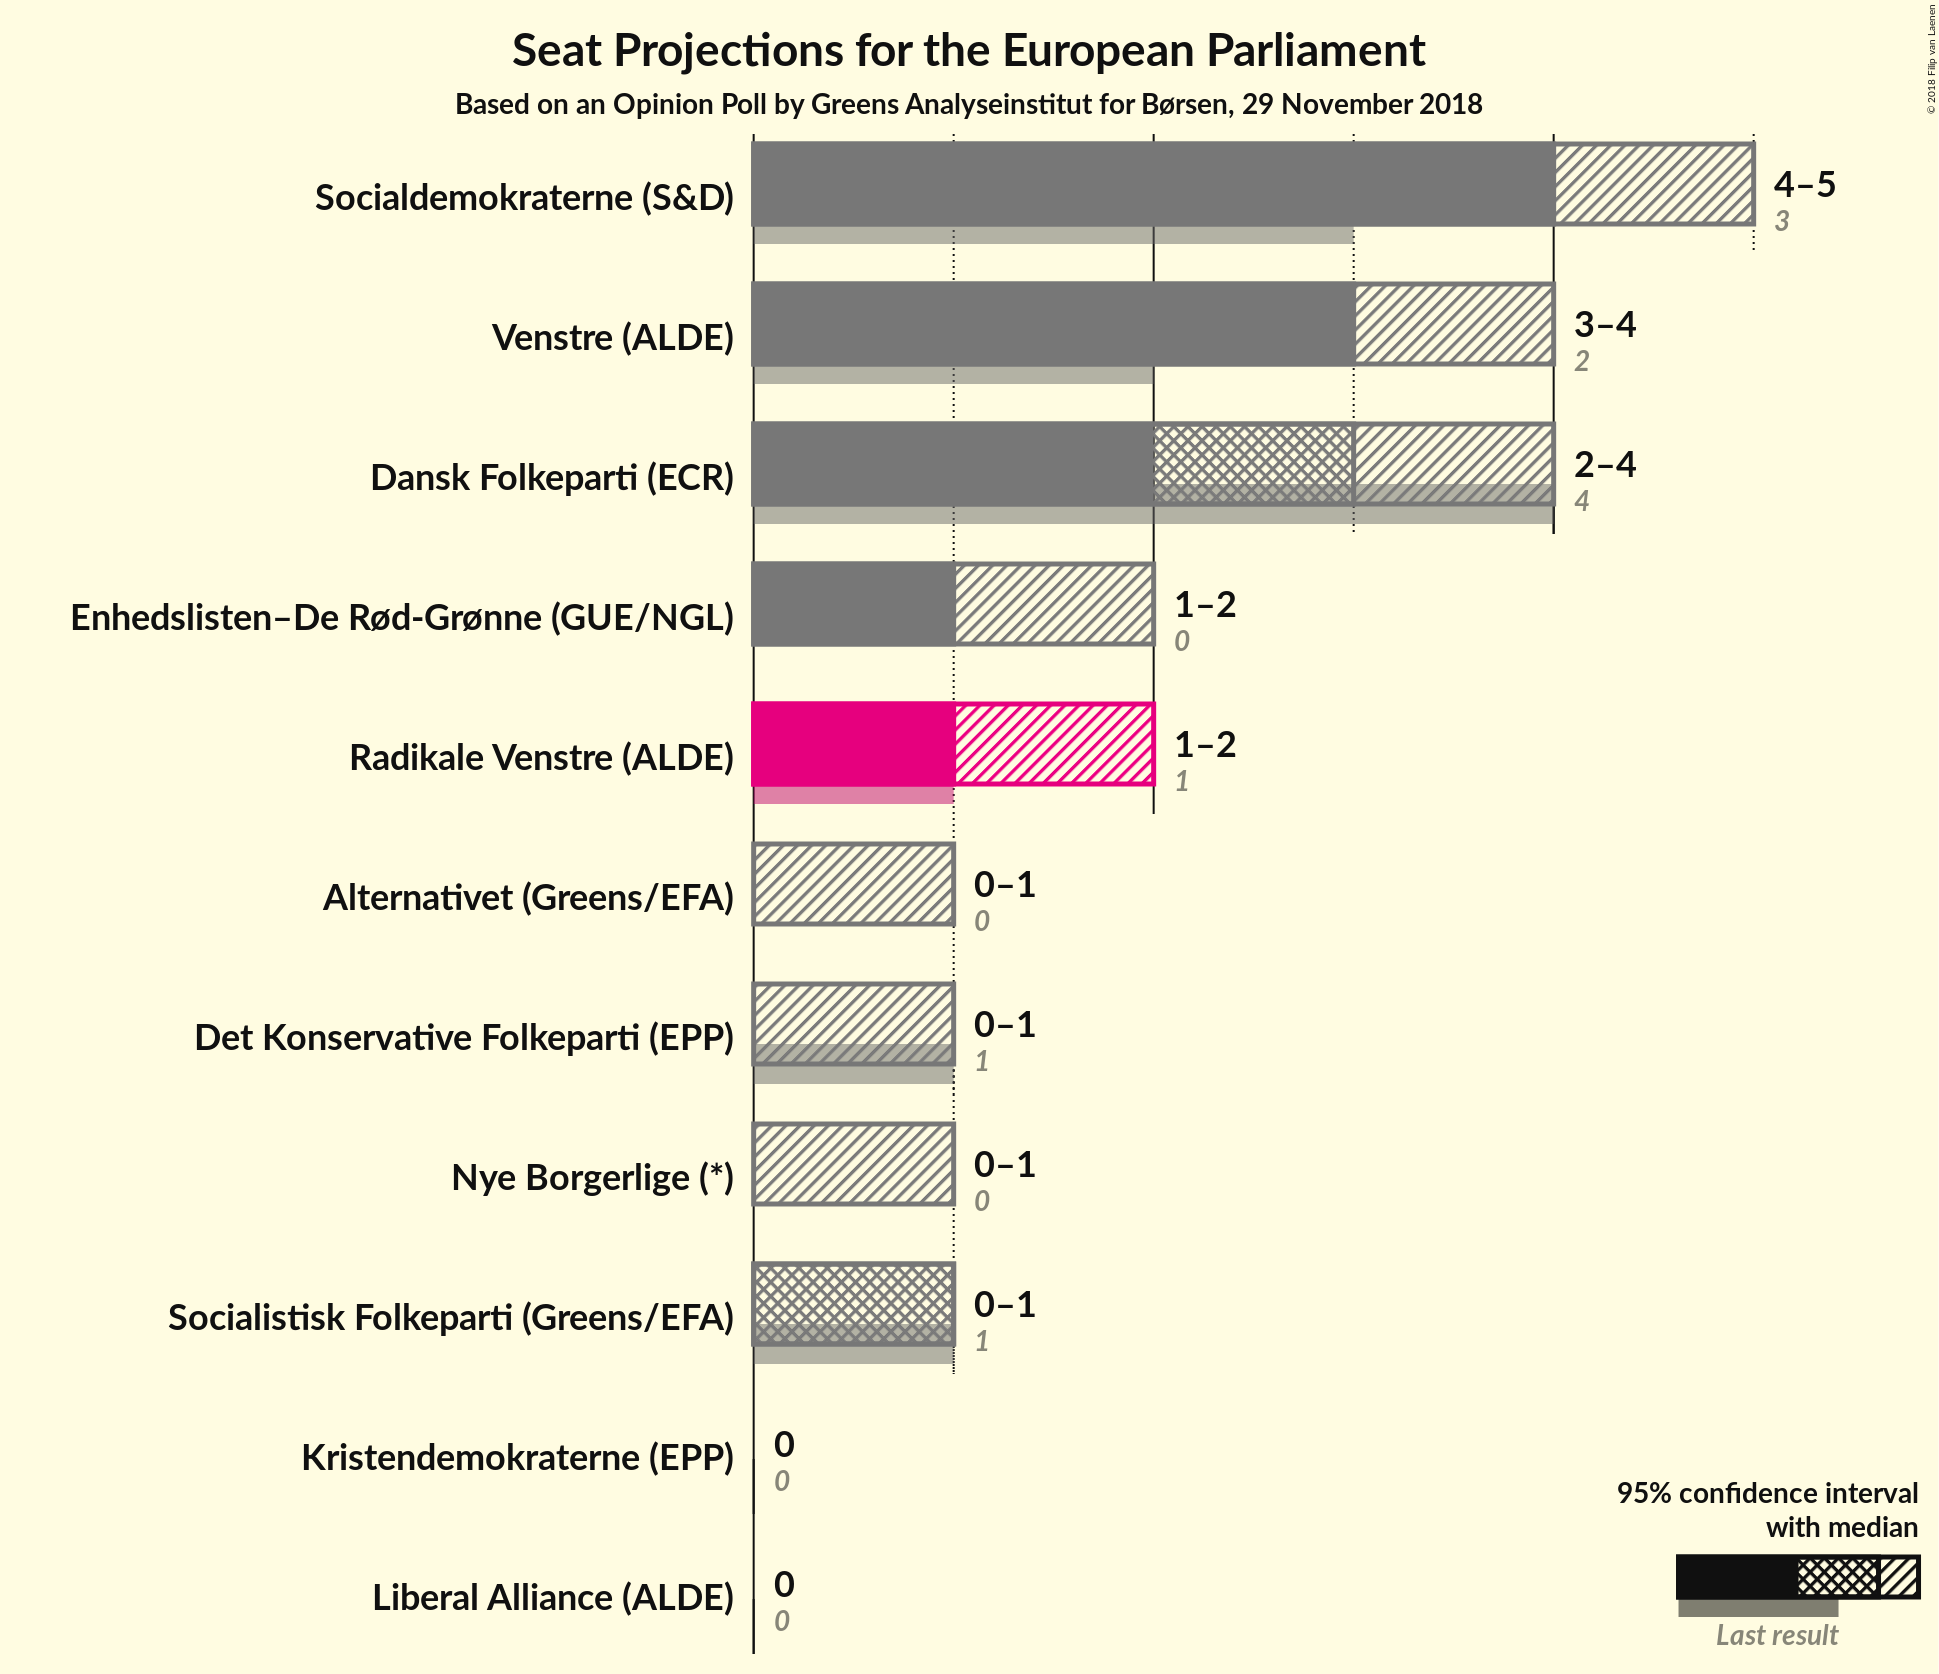 Seat Projections for the European Parliament
Based on an Opinion Poll by Greens Analyseinstitut for Børsen, 29 November 2018
© 2018 Filip van Laenen
Socialdemokraterne (S&D)
4–5
3
Venstre (ALDE)
3–4
2
Dansk Folkeparti (ECR)
2–4
4
Enhedslisten–De Rød-Grønne (GUE/NGL)
1–2
0
Radikale Venstre (ALDE)
1–2
1
Alternativet (Greens/EFA)
0–1
0
Det Konservative Folkeparti (EPP)
0–1
1
Nye Borgerlige (*)
0–1
0
Socialistisk Folkeparti (Greens/EFA)
0–1
1
Kristendemokraterne (EPP)
0
0
Liberal Alliance (ALDE)
0
0
95% confidence interval
with median
Last result